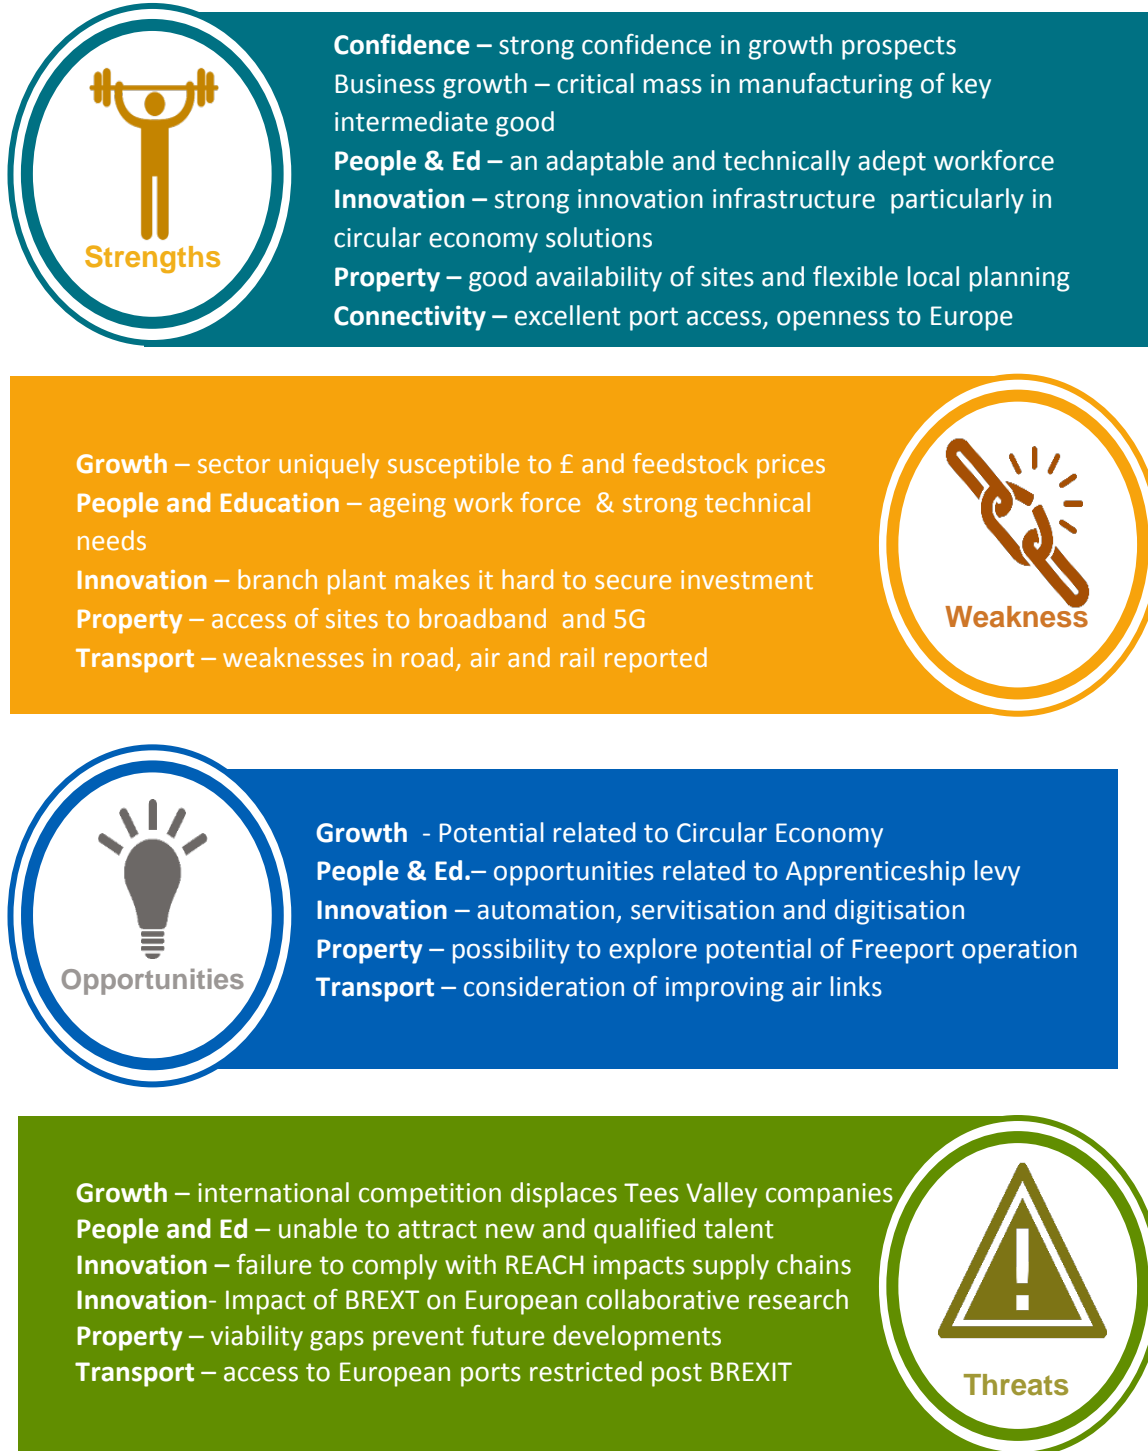 Confidence – strong confidence in growth prospects
Business growth – critical mass in manufacturing of key
intermediate good
People & Ed – an adaptable and technically adept workforce
Innovation – strong innovation infrastructure particularly in
circular economy solutions
Property – good availability of sites and flexible local planning
Connectivity – excellent port access, openness to Europe
Strengths
Growth – sector uniquely susceptible to £ and feedstock prices
People and Education – ageing work force & strong technical
needs
Innovation – branch plant makes it hard to secure investment
Property – access of sites to broadband and 5G
Transport – weaknesses in road, air and rail reported
Weakness
Growth - Potential related to Circular Economy
People & Ed.– opportunities related to Apprenticeship levy
Innovation – automation, servitisation and digitisation
Property – possibility to explore potential of Freeport operation
Transport – consideration of improving air links
Opportunities
Growth – international competition displaces Tees Valley companies
People and Ed – unable to attract new and qualified talent
Innovation – failure to comply with REACH impacts supply chains
Innovation- Impact of BREXT on European collaborative research
Property – viability gaps prevent future developments
Transport – access to European ports restricted post BREXIT
Threats